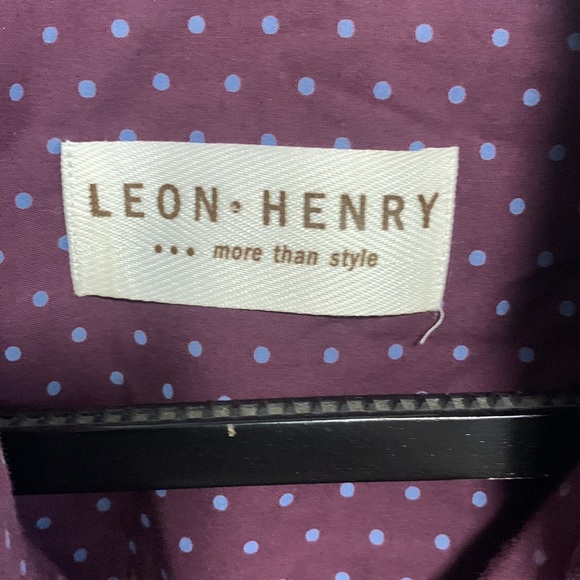 LEON • HENRY
••• more than style